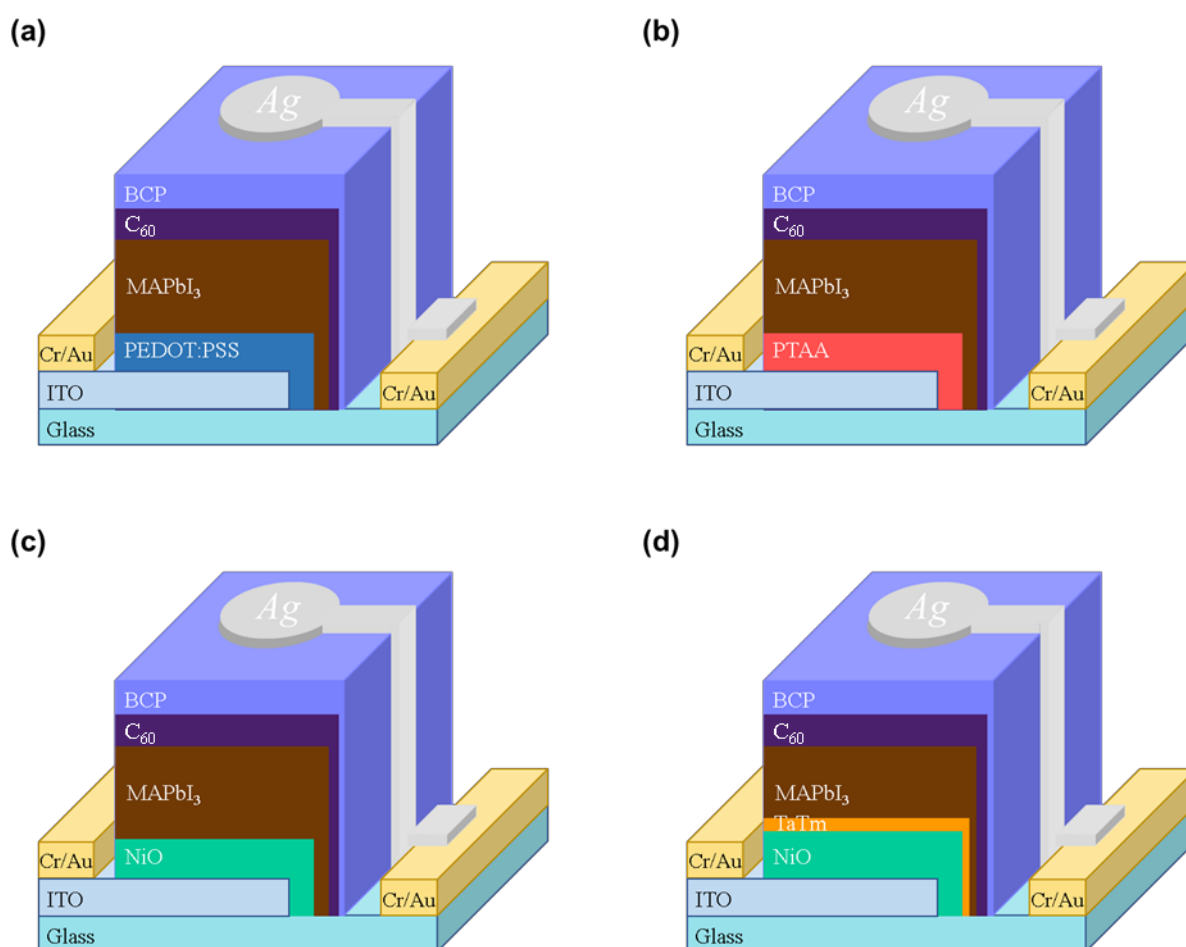 (a)
Ag
BCP
C₆₀
MAPbI₃
PEDOT:PSS
Cr/Au
ITO
Cr/Au
Glass
(b)
Ag
BCP
C₆₀
MAPbI₃
PTAA
Cr/Au
ITO
Cr/Au
Glass
(c)
Ag
BCP
C₆₀
MAPbI₃
NiO
Cr/Au
ITO
Cr/Au
Glass
(d)
Ag
BCP
C₆₀
MAPbI₃
TaTm
NiO
Cr/Au
ITO
Cr/Au
Glass